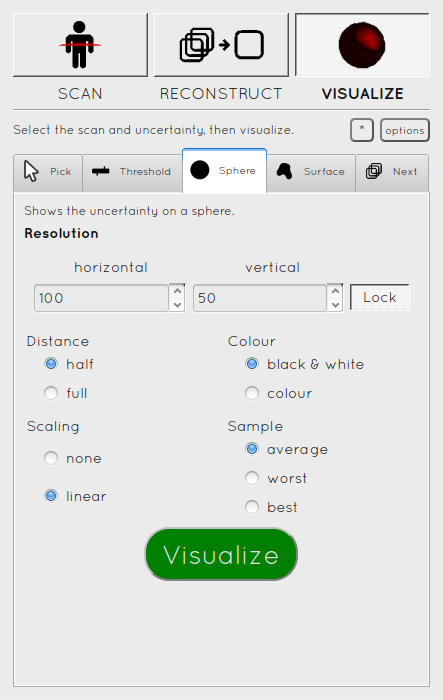 SCAN RECONSTRUCT VISUALIZE
Select the scan and uncertainty, then visualize. * options
Pick Threshold Sphere Surface Next
Shows the uncertainty on a sphere.
Resolution
horizontal vertical
100 50 Lock
Distance Colour
half black & white
full colour
Scaling Sample
none average
linear worst
best
Visualize